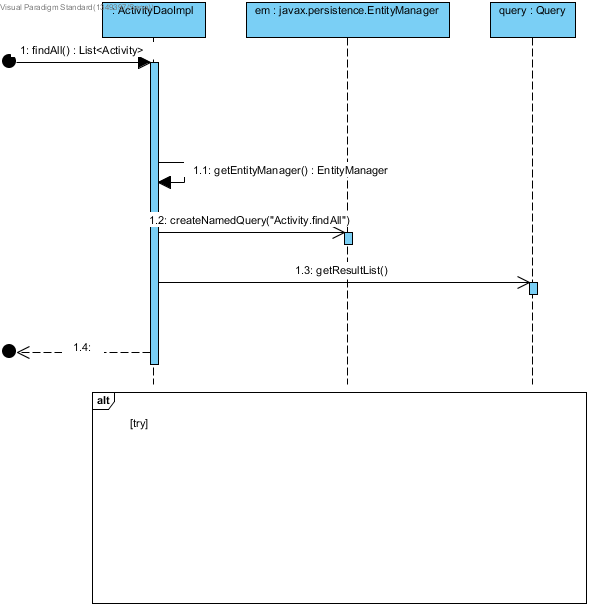 Visual Paradigm Standard
: ActivityDaoImpl
em : javax.persistence.EntityManager
query : Query
1: findAll() : List<Activity>
1.1: getEntityManager() : EntityManager
1.2: createNamedQuery("Activity.findAll")
1.3: getResultList()
1.4:
alt
[try]